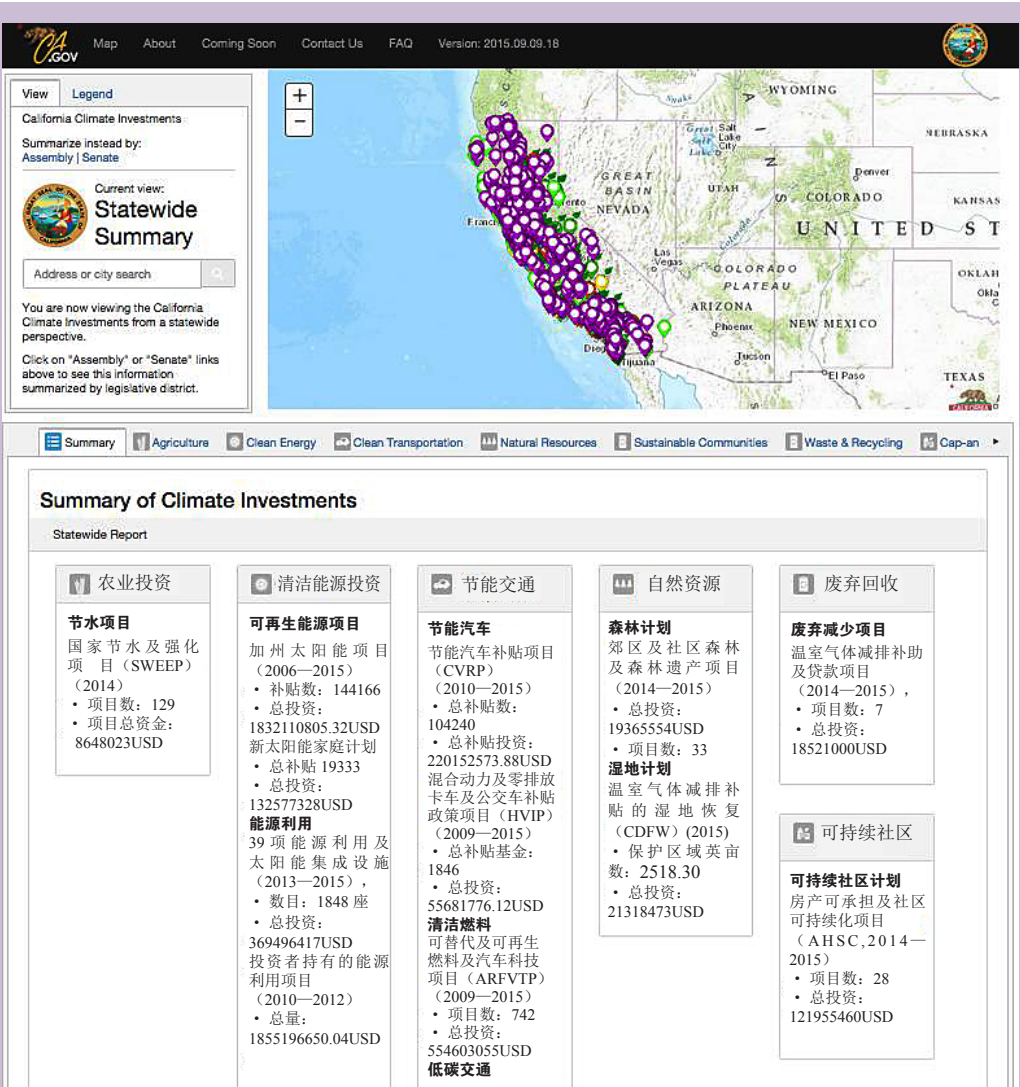 CA
.GOV
Map About Coming Soon Contact Us FAQ Version: 2015.09.09.18
View Legend
California Climate Investments
Summarize instead by:
Assembly | Senate
Current view:
Statewide
Summary
Address or city search
You are now viewing the California
Climate Investments from a statewide
perspective.
Click on "Assembly" or "Senate" links
above to see this information
summarized by legislative district.
+
−
WYOMING
Snake
Great Salt
Salt Lake
Lake City
NEBRASKA
Denver
GREAT
BASIN
UTAH
COLORADO
KANSAS
ento
NEVADA
Franci
UNITED ST
Colorado
Las
Vegas
COLORADO
PLATEAU
OKLAH
Okla
C
ARIZONA
Phoenix
NEW MEXICO
Dieg
Tijuana
Tucson
El Paso
TEXAS
CALIFORNIA
Summary Agriculture Clean Energy Clean Transportation Natural Resources Sustainable Communities Waste & Recycling Cap-an
Summary of Climate Investments
Statewide Report
农业投资
节水项目
国家节水及强化
项 目（SWEEP）
（2014）
• 项目数：129
• 项目总资金：
8648023USD
清洁能源投资
可再生能源项目
加州太阳能项目
（2006—2015）
• 补贴数：144166
• 总投资：
1832110805.32USD
新太阳能家庭计划
• 总补贴 19333
• 总投资：
132577328USD
能源利用
39 项能源利用及
太阳能集成设施
（2013—2015），
• 数目：1848 座
• 总投资：
369496417USD
投资者持有的能源
利用项目
（2010—2012）
• 总量：
1855196650.04USD
节能交通
节能汽车
节能汽车补贴项目
（CVRP）
（2010—2015）
• 总补贴数：
104240
• 总补贴投资：
220152573.88USD
混合动力及零排放
卡车及公交车补贴
政策项目（HVIP）
（2009—2015）
• 总补贴基金：
1846
• 总投资：
55681776.12USD
清洁燃料
可替代及可再生
燃料及汽车科技
项目（ARFVTP）
（2009—2015）
• 项目数：742
• 总投资：
554603055USD
低碳交通
自然资源
森林计划
郊区及社区森林
及森林遗产项目
（2014—2015）
• 总投资：
19365554USD
• 项目数：33
湿地计划
温室气体减排补
贴的湿地恢复
（CDFW）(2015)
• 保护区域英亩
数：2518.30
• 总投资：
21318473USD
废弃回收
废弃减少项目
温室气体减排补助
及贷款项目
（2014—2015），
• 项目数：7
• 总投资：
18521000USD
可持续社区
可持续社区计划
房产可承担及社区
可持续化项目
（AHSC,2014—
2015）
• 项目数：28
• 总投资：
121955460USD